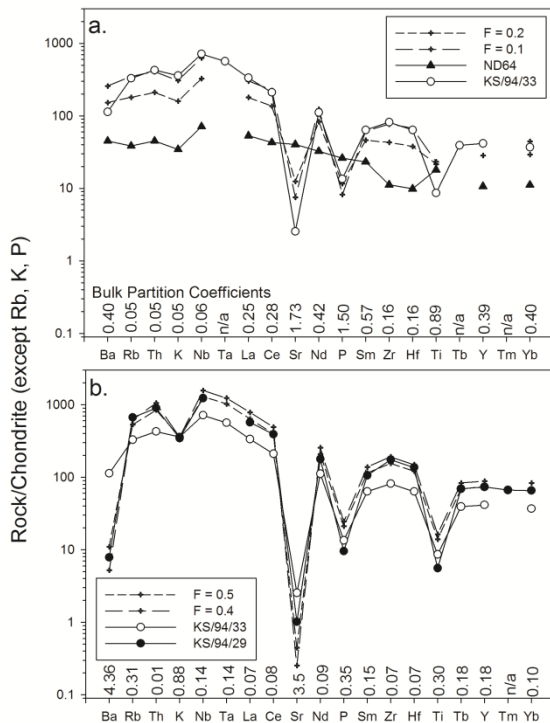 a.
F = 0.2
F = 0.1
ND64
KS/94/33
1000
100
10
1
0.1
Rock/Chondrite (except Rb, K, P)
Bulk Partition Coefficients
0.40 0.05 0.05 0.05 0.06 n/a 0.25 0.28 1.73 0.42 1.50 0.57 0.16 0.16 0.89 n/a 0.39 n/a 0.40
Ba Rb Th K Nb Ta La Ce Sr Nd P Sm Zr Hf Ti Tb Y Tm Yb
b.
1000
100
10
1
0.1
F = 0.5
F = 0.4
KS/94/33
KS/94/29
4.36 0.31 0.01 0.88 0.14 0.14 0.07 0.08 3.5 0.09 0.35 0.15 0.07 0.07 0.30 0.18 0.18 n/a 0.10
Ba Rb Th K Nb Ta La Ce Sr Nd P Sm Zr Hf Ti Tb Y Tm Yb